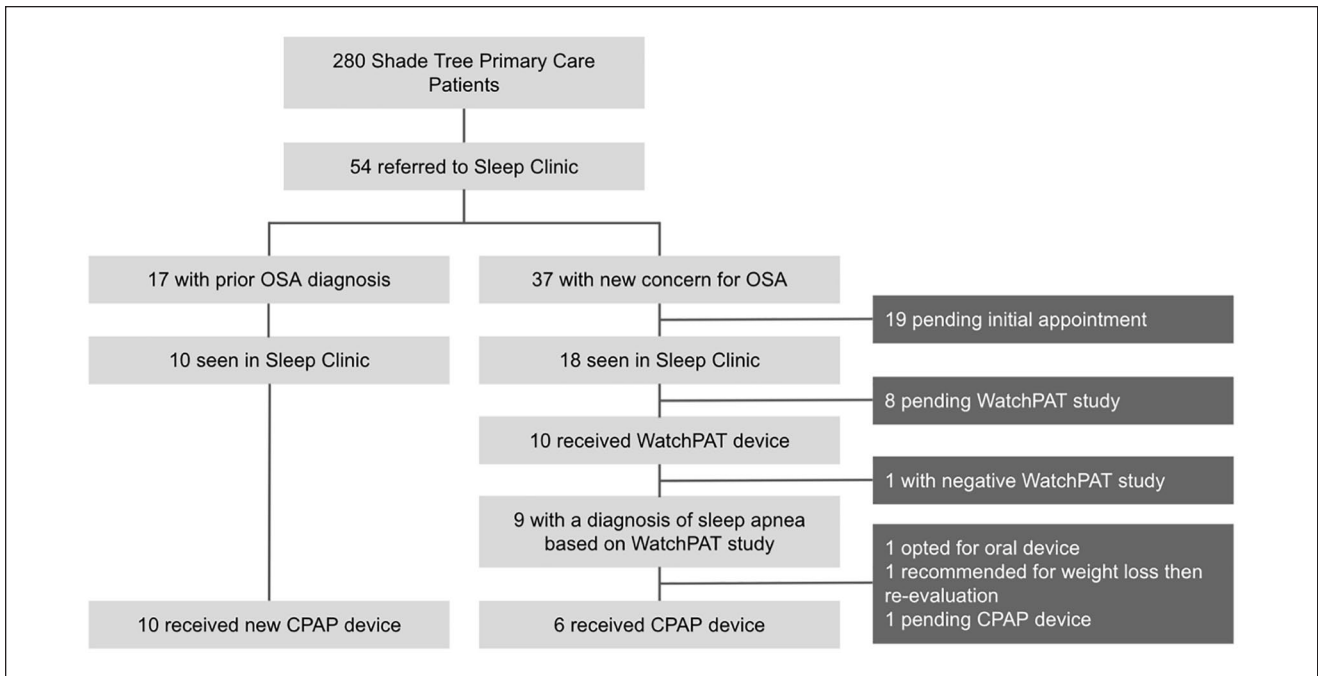 280 Shade Tree Primary Care
Patients
54 referred to Sleep Clinic
17 with prior OSA diagnosis
37 with new concern for OSA
19 pending initial appointment
10 seen in Sleep Clinic
18 seen in Sleep Clinic
8 pending WatchPAT study
10 received WatchPAT device
1 with negative WatchPAT study
9 with a diagnosis of sleep apnea
based on WatchPAT study
1 opted for oral device
1 recommended for weight loss then
re-evaluation
1 pending CPAP device
10 received new CPAP device
6 received CPAP device